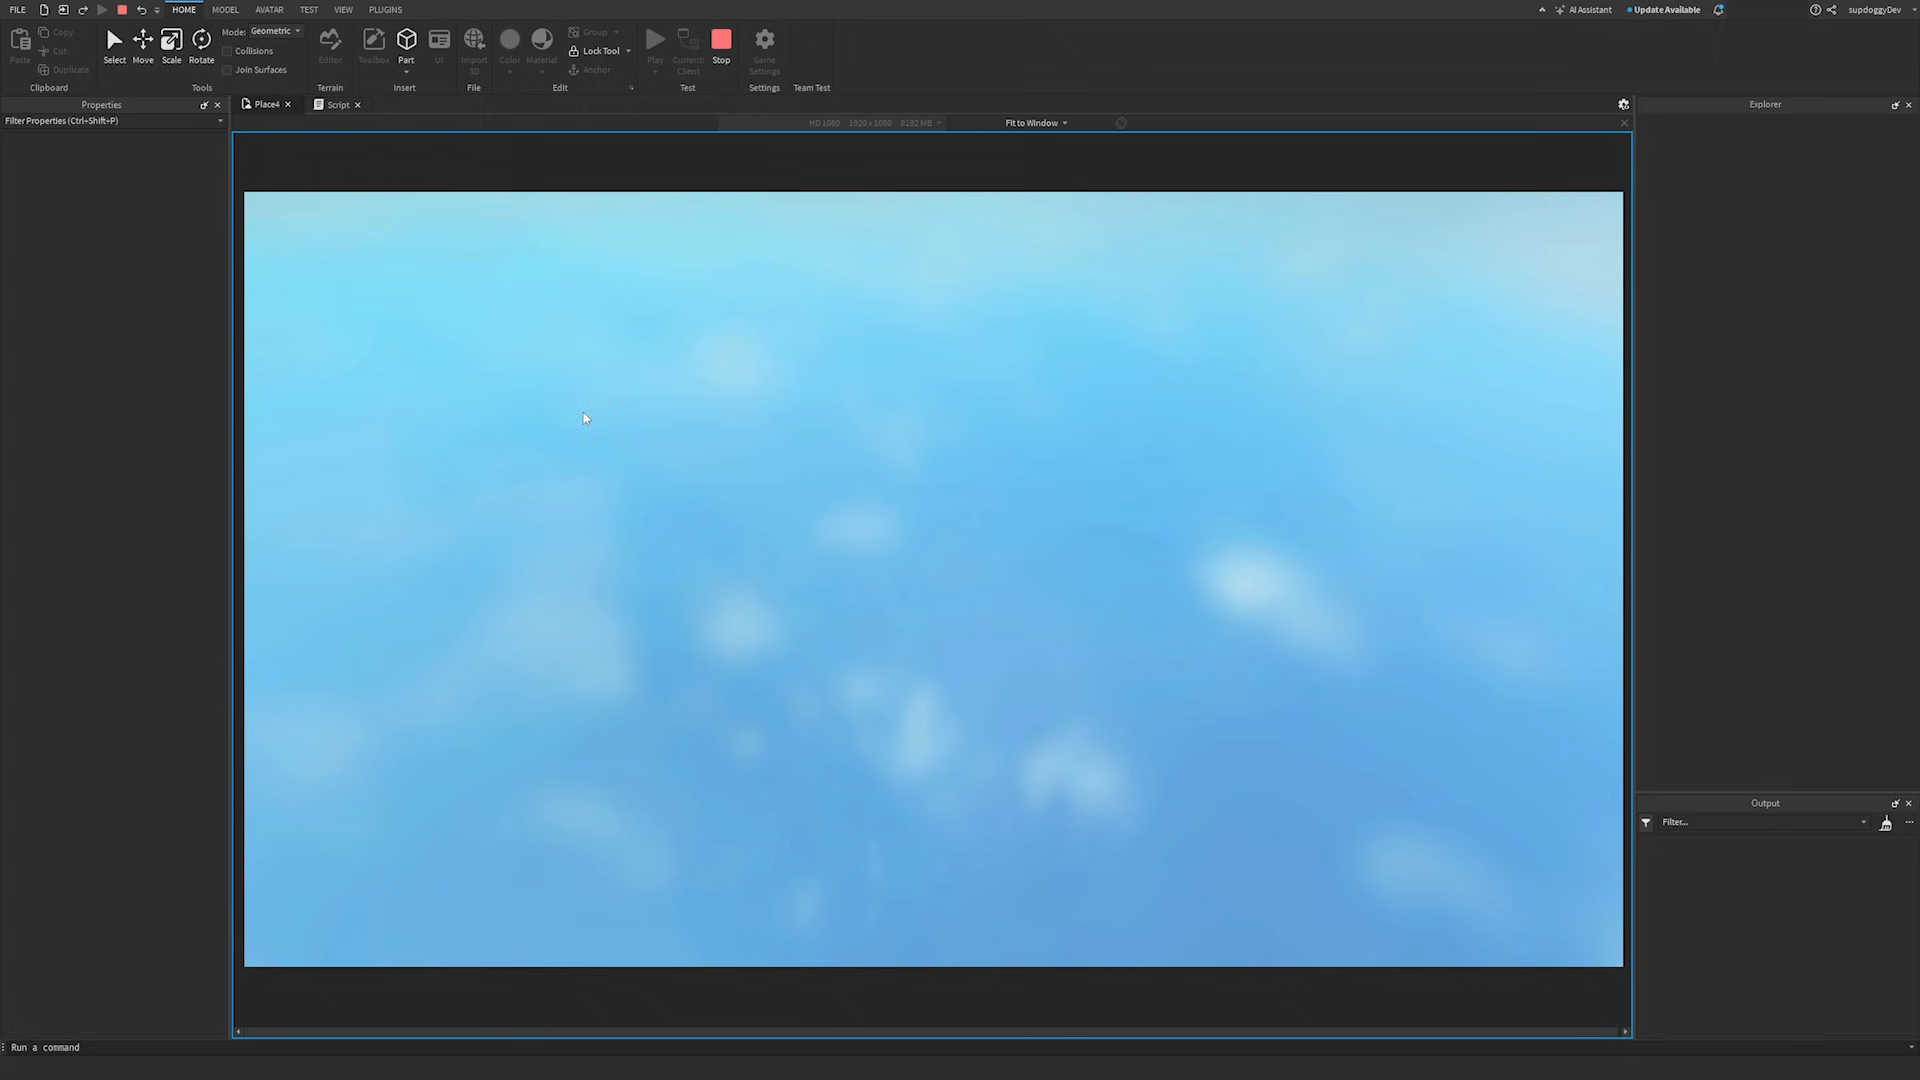 FILE HOME MODEL AVATAR TEST VIEW PLUGINS AI Assistant Update Available supdoggyDev
Paste Copy Cut Duplicate Clipboard
Select Move Scale Rotate Mode: Geometric Collisions Join Surfaces Tools
Editor Terrain
Toolbox Part UI Insert
Import 3D File
Color Material Group Lock Tool Anchor Edit
Play Current: Client Stop Test
Game Settings Settings
Team Test
Properties
Filter Properties (Ctrl+Shift+P)
Place4 Script
HD 1080 1920 x 1080 8192 MB Fit to Window
Explorer
Output
Filter...
Run a command